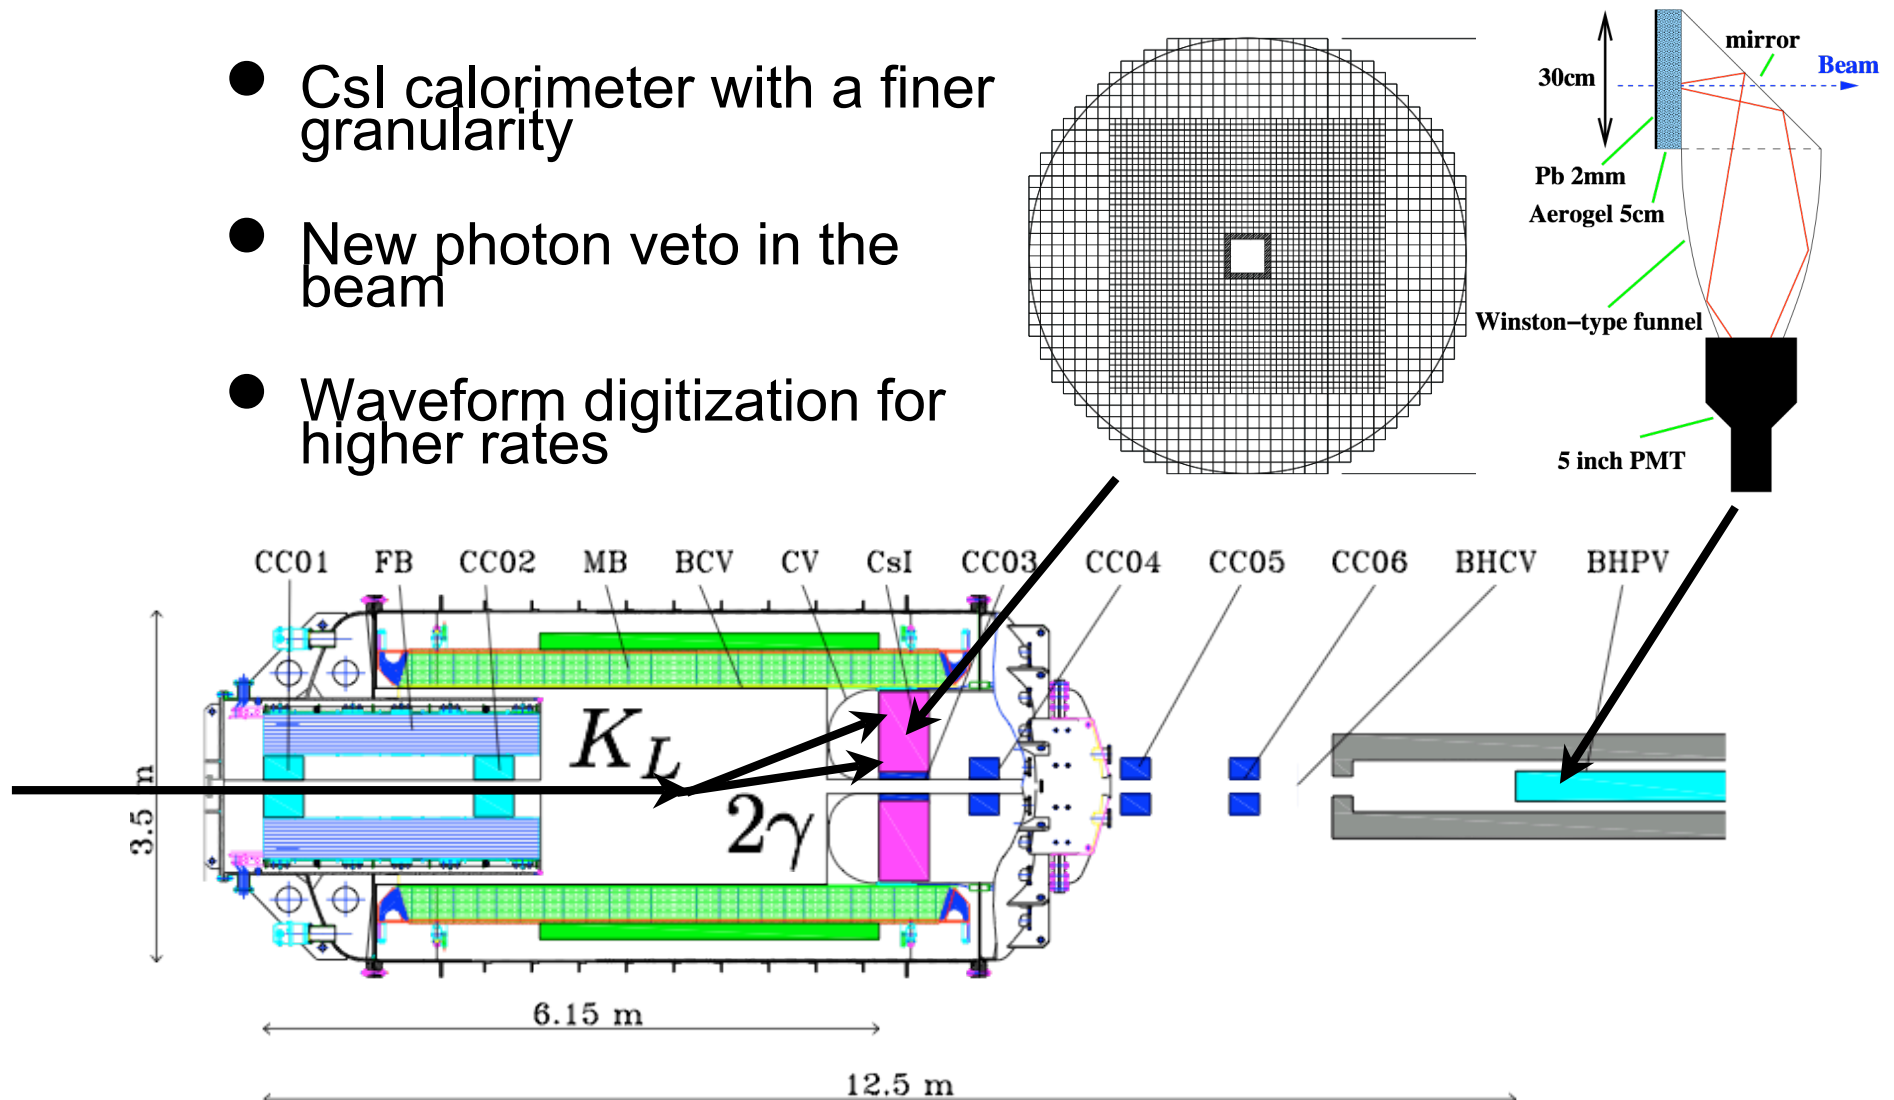 ● CsI calorimeter with a finer
granularity
● New photon veto in the
beam
● Waveform digitization for
higher rates
mirror
Beam
30cm
Pb 2mm
Aerogel 5cm
Winston-type funnel
5 inch PMT
CC01 FB CC02 MB BCV CV CsI CC03 CC04 CC05 CC06 BHCV BHPV
K_L
2γ
3.5 m
6.15 m
12.5 m